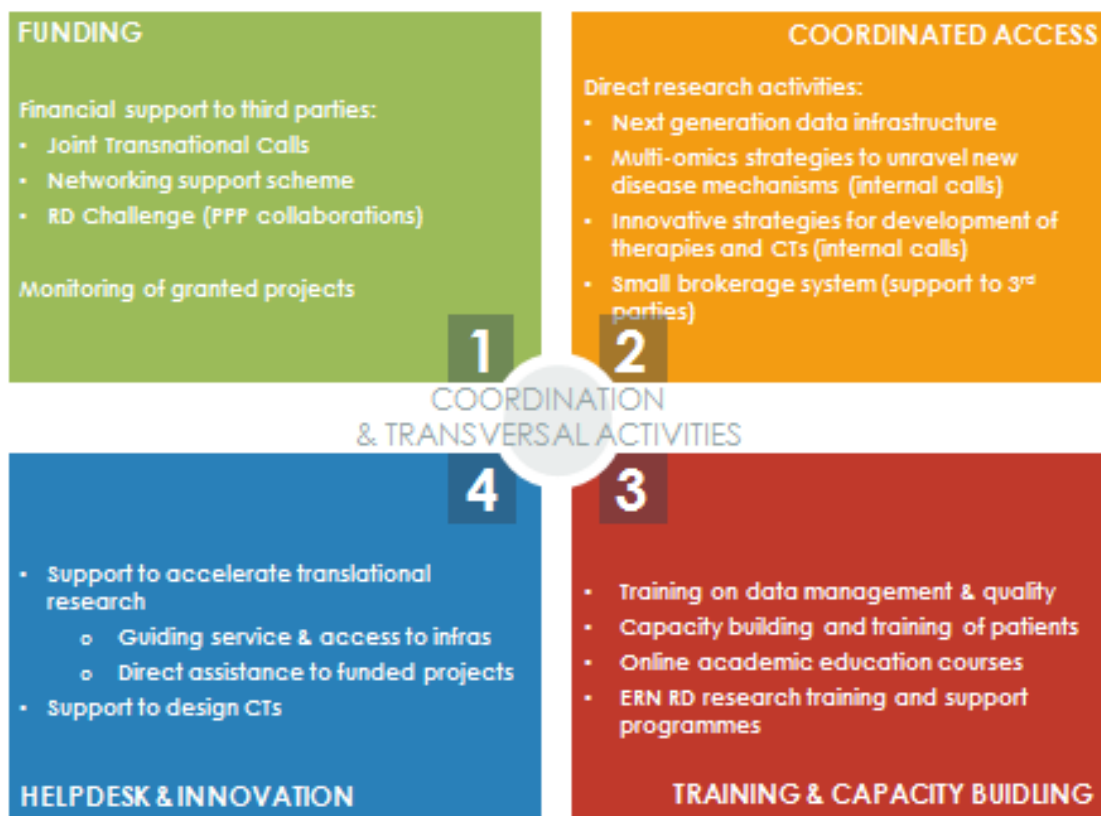 FUNDING
Financial support to third parties:
• Joint Transnational Calls
• Networking support scheme
• RD Challenge (PPP collaborations)
Monitoring of granted projects
1
COORDINATED ACCESS
Direct research activities:
• Next generation data infrastructure
• Multi-omics strategies to unravel new
disease mechanisms (internal calls)
• Innovative strategies for development of
therapies and CTs (internal calls)
• Small brokerage system (support to 3rd
parties)
2
COORDINATION
& TRANSVERSAL ACTIVITIES
4
• Support to accelerate translational
research
o Guiding service & access to infras
o Direct assistance to funded projects
• Support to design CTs
HELPDESK & INNOVATION
3
• Training on data management & quality
• Capacity building and training of patients
• Online academic education courses
• ERN RD research training and support
programmes
TRAINING & CAPACITY BUIDLING